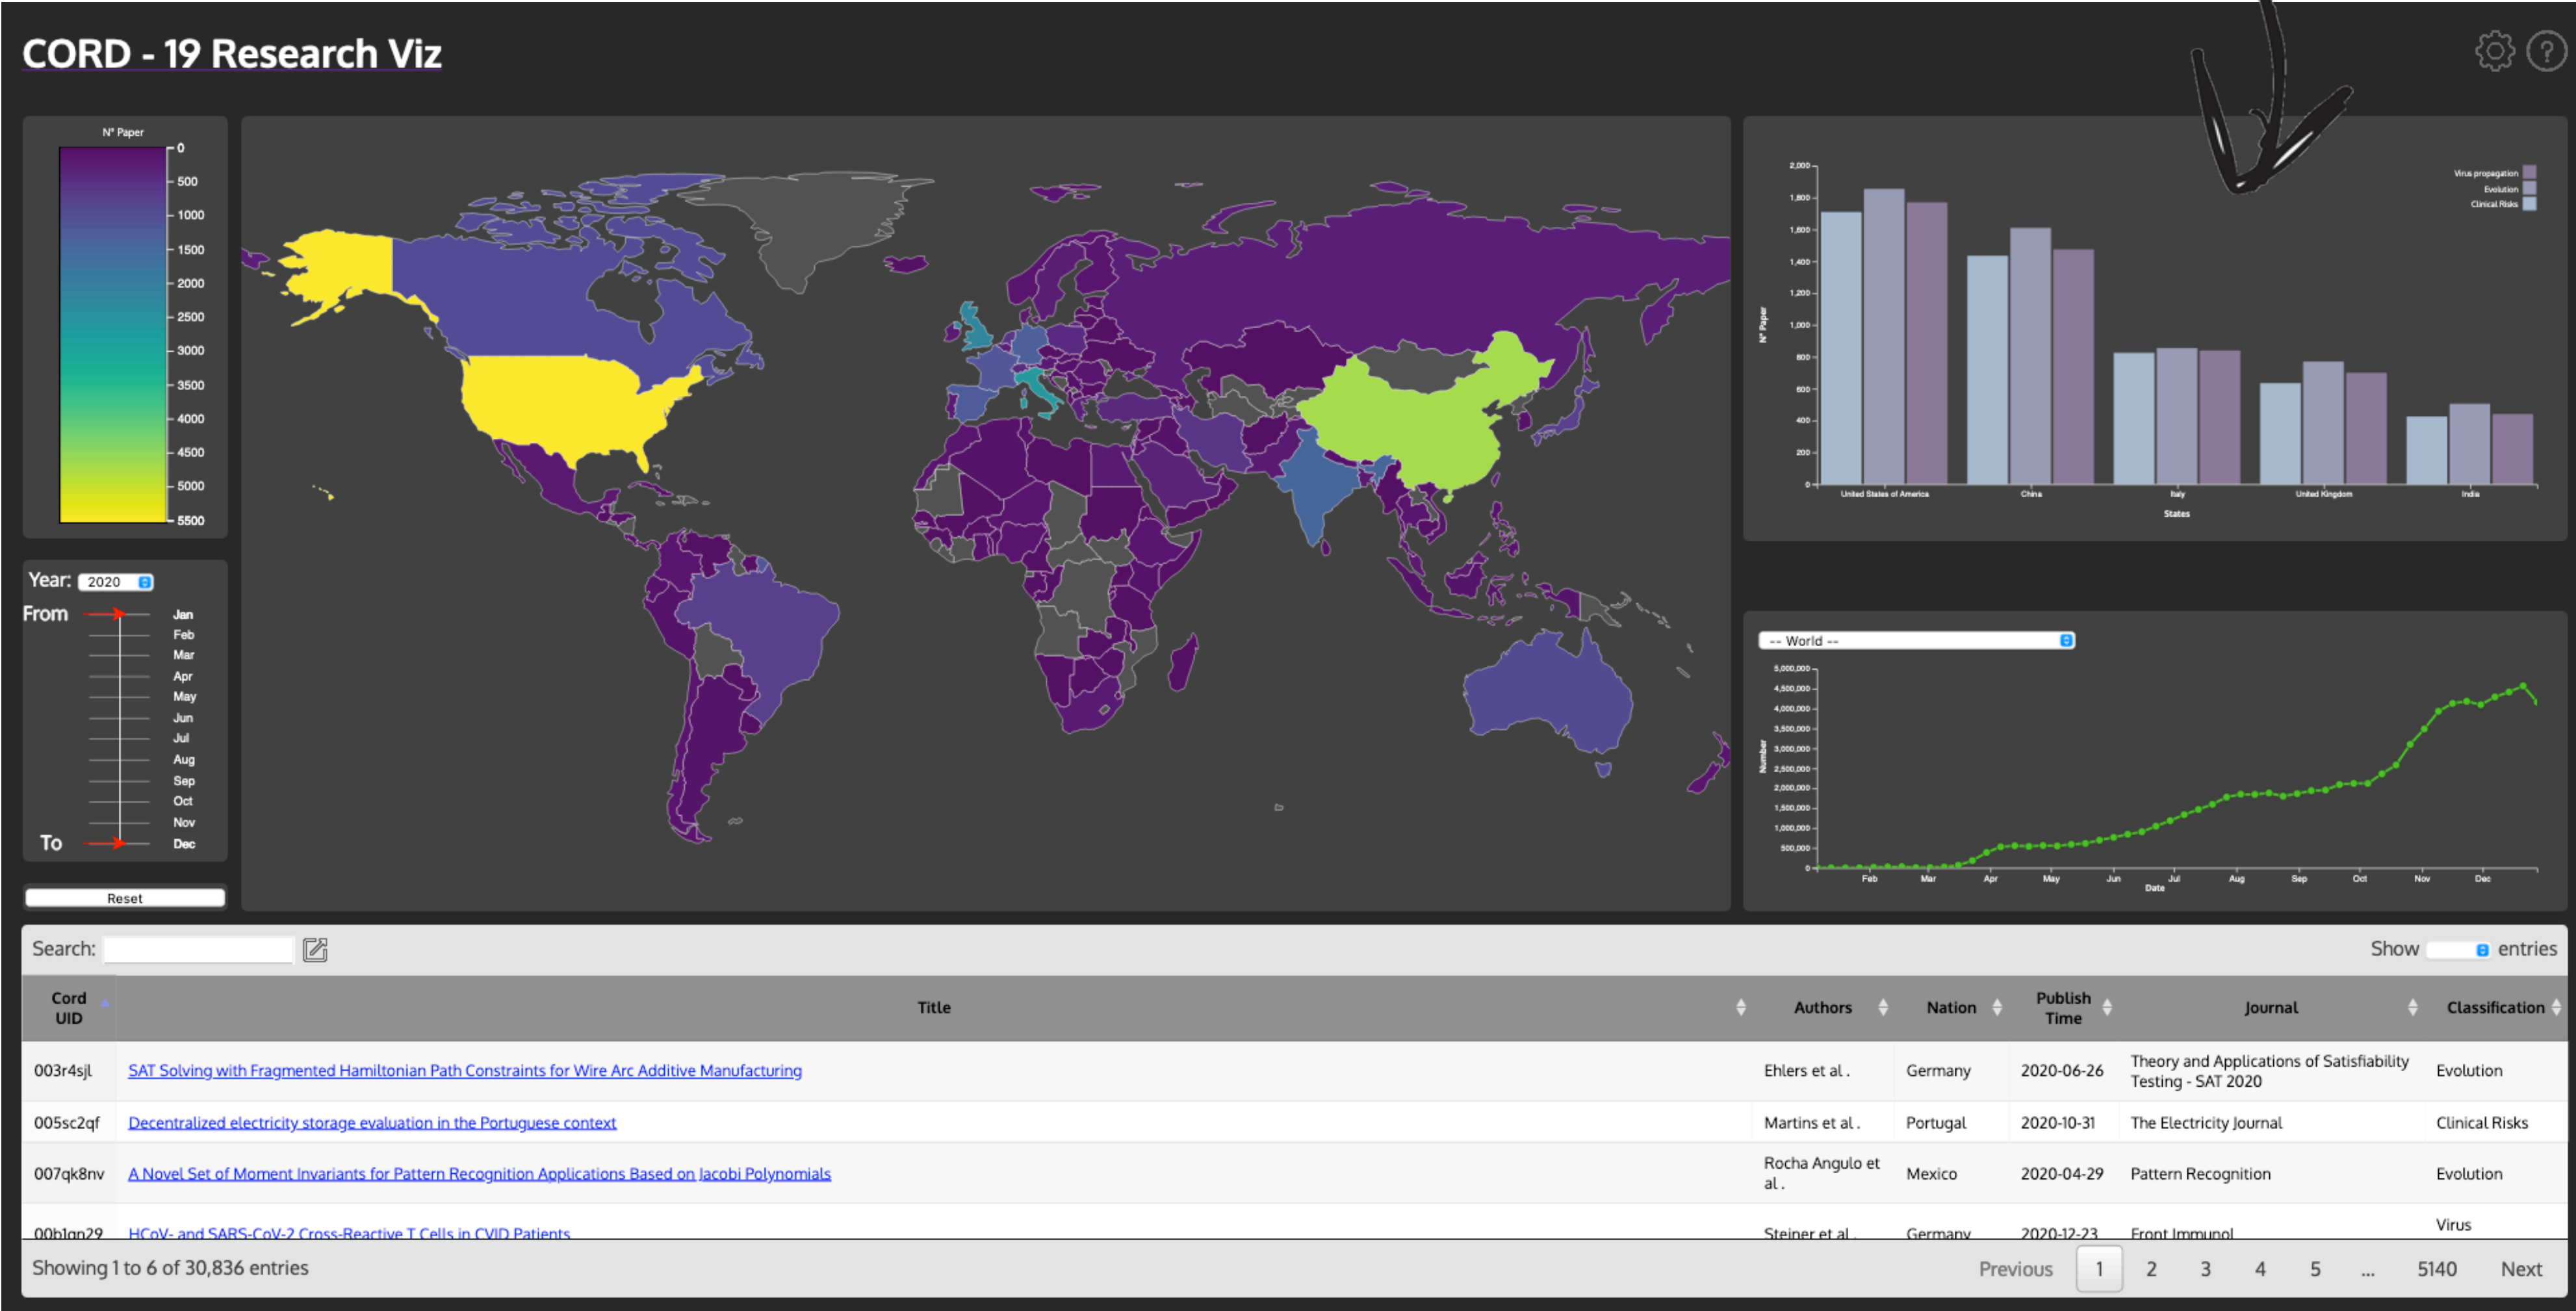 CORD - 19 Research Viz
N° Paper
0
500
1000
1500
2000
2500
3000
3500
4000
4500
5000
5500
Year: 2020
From
Jan
Feb
Mar
Apr
May
Jun
Jul
Aug
Sep
Oct
Nov
To Dec
Reset
2,000
1,800
1,600
1,400
1,200
1,000
800
600
400
200
0
N° Paper
Virus propagation
Evolution
Clinical Risks
United States of America China Italy United Kingdom India
States
-- World --
5,000,000
4,500,000
4,000,000
3,500,000
3,000,000
2,500,000
2,000,000
1,500,000
1,000,000
500,000
0
Number
Feb Mar Apr May Jun Jul Aug Sep Oct Nov Dec
Date
Search: Show entries
Cord UID Title Authors Nation Publish Time Journal Classification
003r4sjl SAT Solving with Fragmented Hamiltonian Path Constraints for Wire Arc Additive Manufacturing Ehlers et al . Germany 2020-06-26 Theory and Applications of Satisfiability Testing - SAT 2020 Evolution
005sc2qf Decentralized electricity storage evaluation in the Portuguese context Martins et al . Portugal 2020-10-31 The Electricity Journal Clinical Risks
007qk8nv A Novel Set of Moment Invariants for Pattern Recognition Applications Based on Jacobi Polynomials Rocha Angulo et al . Mexico 2020-04-29 Pattern Recognition Evolution
00b1gn29 HCoV- and SARS-CoV-2 Cross-Reactive T Cells in CVID Patients Steiner et al . Germany 2020-12-23 Front Immunol Virus
Showing 1 to 6 of 30,836 entries Previous 1 2 3 4 5 ... 5140 Next